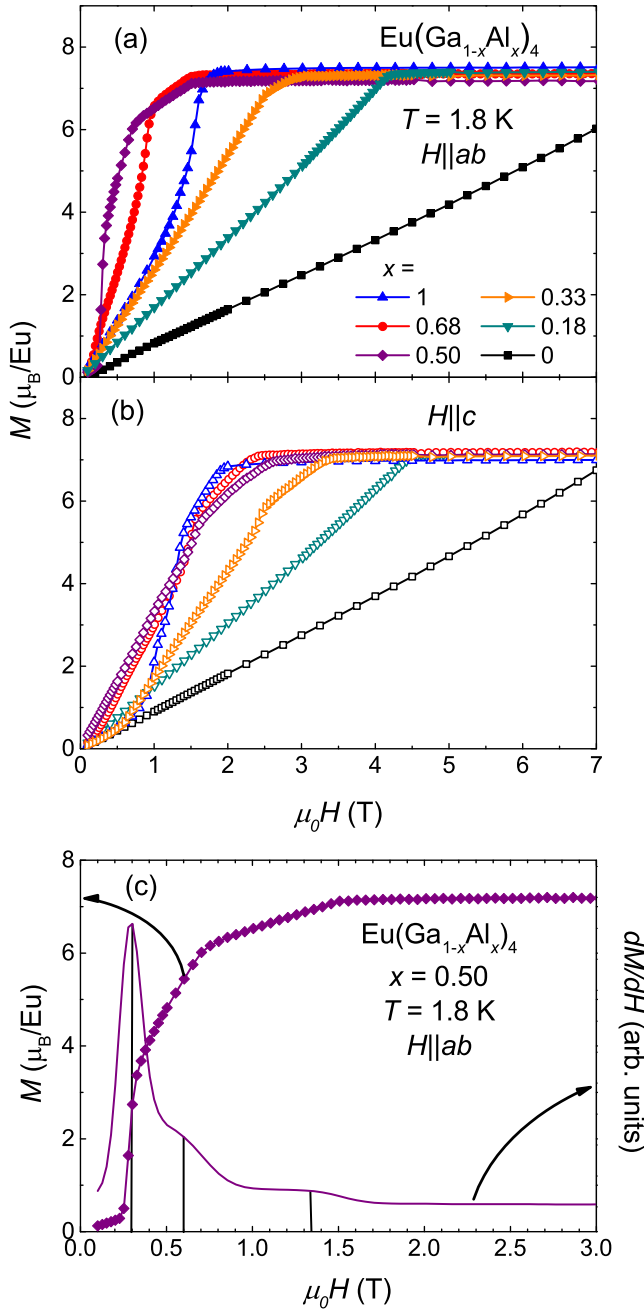 (a) Eu(Ga₁₋ₓAlₓ)₄
T = 1.8 K
H||ab
x =
1 0.33
0.68 0.18
0.50 0
8
6
4
2
0
M (μ_B/Eu)
(b) H||c
8
6
4
2
0
0 1 2 3 4 5 6 7
μ₀H (T)
(c)
Eu(Ga₁₋ₓAlₓ)₄
x = 0.50
T = 1.8 K
H||ab
8
6
4
2
0
M (μ_B/Eu)
dM/dH (arb. units)
0.0 0.5 1.0 1.5 2.0 2.5 3.0
μ₀H (T)